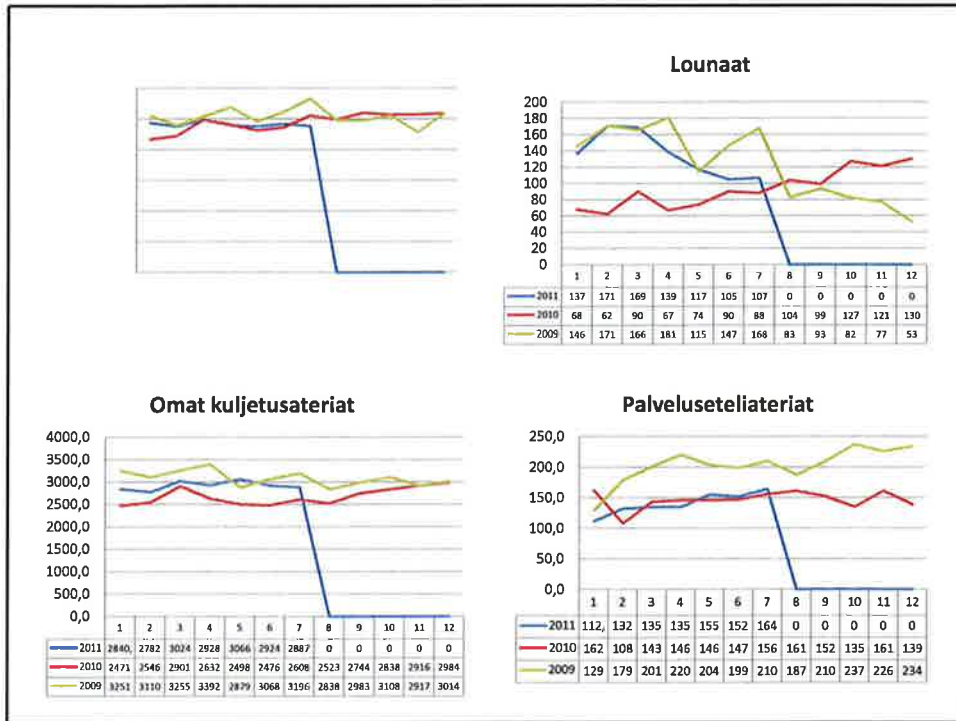 Lounaat
200
180
160
140
120
100
80
60
40
20
0
1 2 3 4 5 6 7 8 9 10 11 12
2011 137 171 169 139 117 105 107 0 0 0 0 0
2010 68 62 90 67 74 90 88 104 99 127 121 130
2009 146 171 166 181 115 147 168 83 93 82 77 53
Omat kuljetusateriat
4000,0
3500,0
3000,0
2500,0
2000,0
1500,0
1000,0
500,0
0,0
1 2 3 4 5 6 7 8 9 10 11 12
2011 2840, 2782 3024 2928 3066 2924 2887 0 0 0 0 0
2010 2471 2546 2901 2632 2498 2476 2608 2523 2744 2838 2916 2984
2009 3251 3110 3255 3392 2879 3068 3196 2838 2983 3108 2917 3014
Palveluseteliateriat
250,0
200,0
150,0
100,0
50,0
0,0
1 2 3 4 5 6 7 8 9 10 11 12
2011 112, 132 135 135 155 152 164 0 0 0 0 0
2010 162 108 143 146 146 147 156 161 152 135 161 139
2009 129 179 201 220 204 199 210 187 210 237 226 234